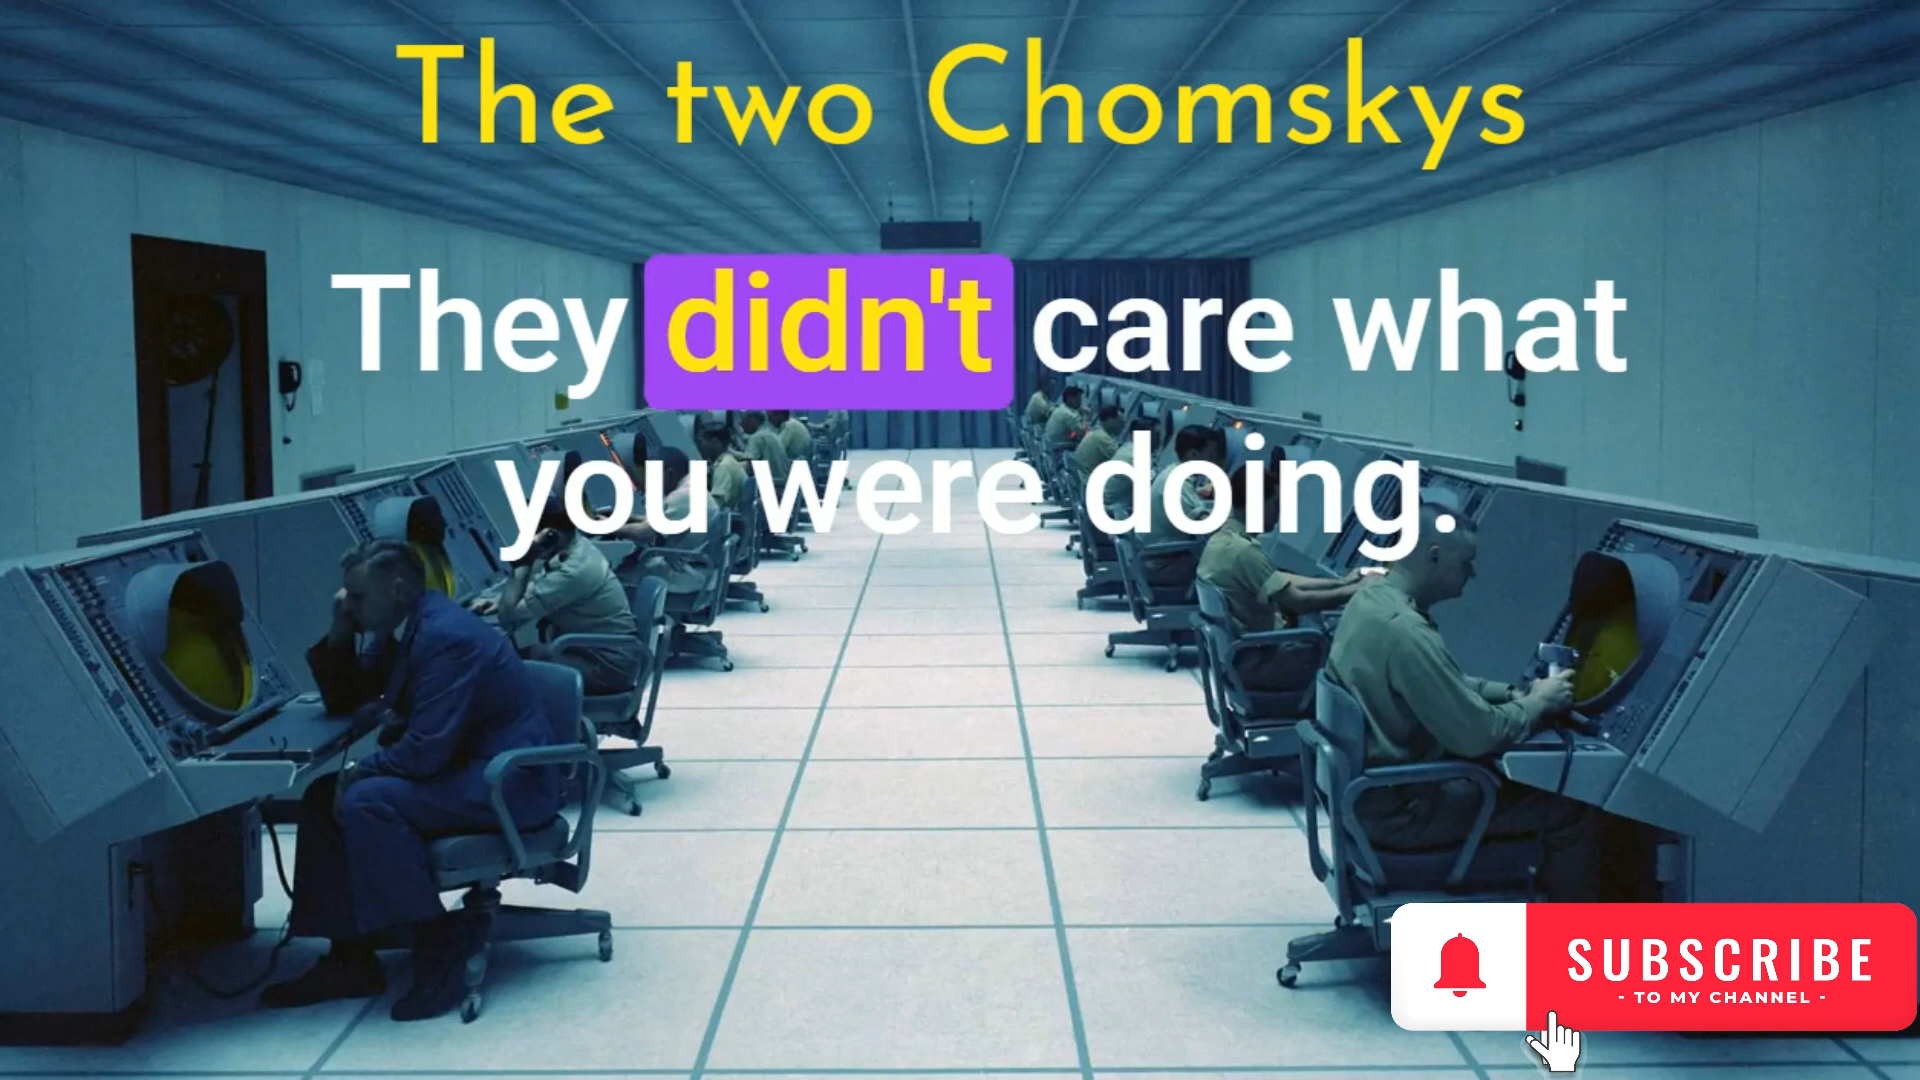 The two Chomskys
They didn't care what
you were doing.
SUBSCRIBE
- TO MY CHANNEL -